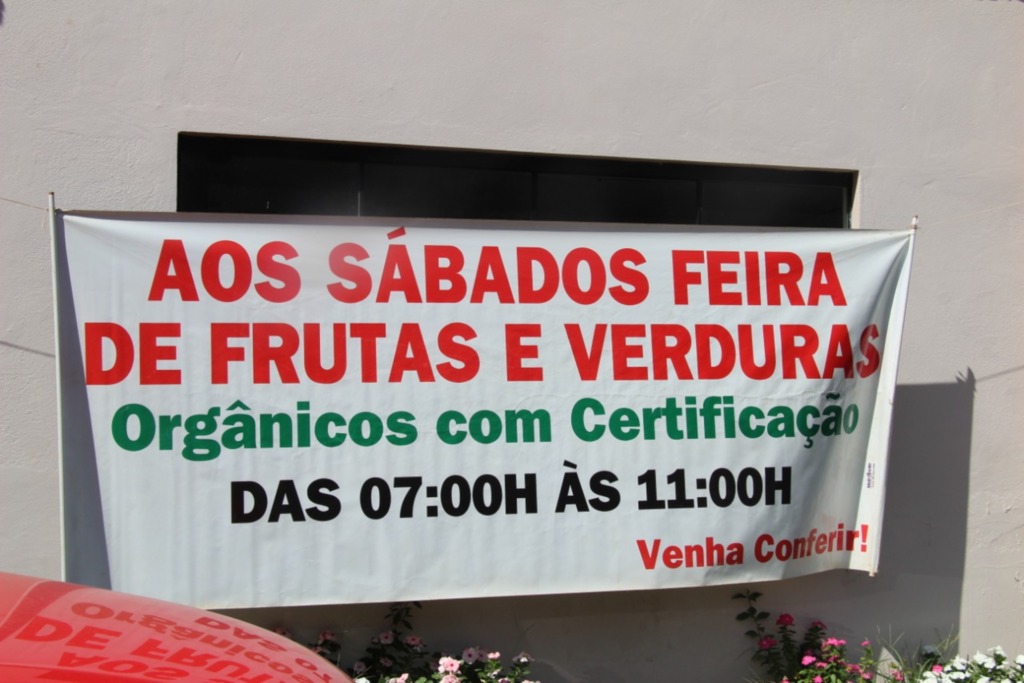 AOS SÁBADOS FEIRA
DE FRUTAS E VERDURAS
Orgânicos com Certificação
DAS 07:00H ÀS 11:00H
Venha Conferir!